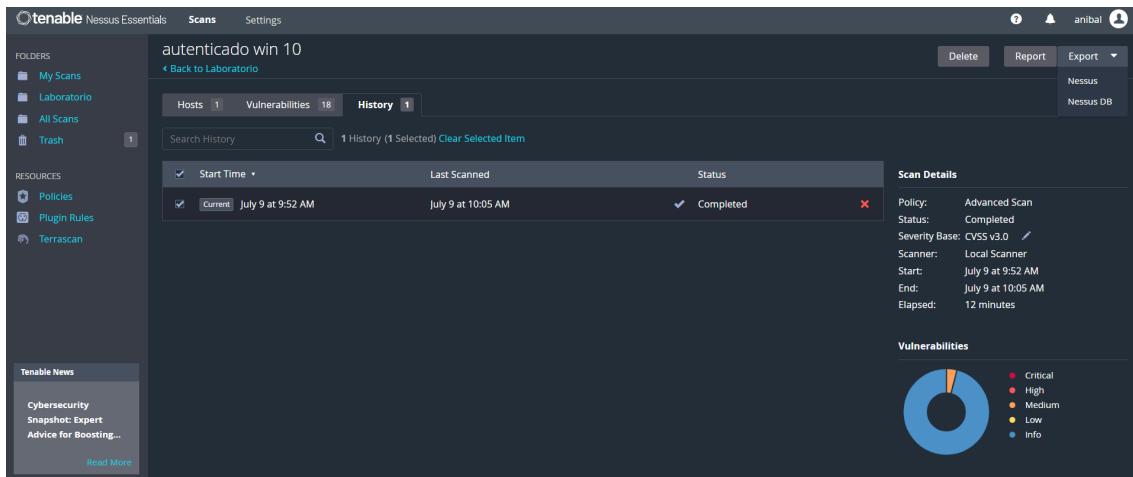 tenable Nessus Essentials Scans Settings anibal
FOLDERS
My Scans
Laboratorio
All Scans
Trash 1
RESOURCES
Policies
Plugin Rules
Terrascan
Tenable News
Cybersecurity
Snapshot: Expert
Advice for Boosting...
Read More
autenticado win 10
Back to Laboratorio
Delete Report Export
Nessus
Nessus DB
Hosts 1 Vulnerabilities 18 History 1
Search History 1 History (1 Selected) Clear Selected Item
Start Time Last Scanned Status
Current July 9 at 9:52 AM July 9 at 10:05 AM Completed
Scan Details
Policy: Advanced Scan
Status: Completed
Severity Base: CVSS v3.0
Scanner: Local Scanner
Start: July 9 at 9:52 AM
End: July 9 at 10:05 AM
Elapsed: 12 minutes
Vulnerabilities
Critical
High
Medium
Low
Info